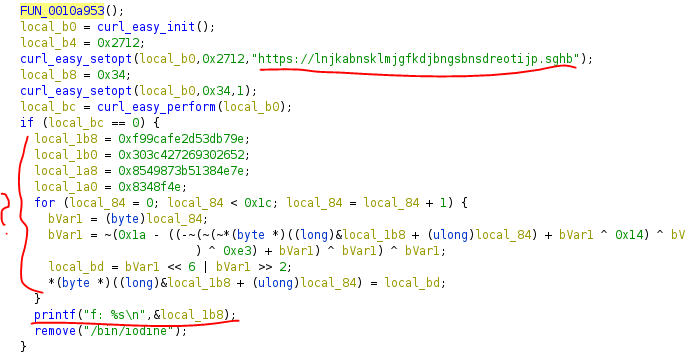 FUN_0010a953();
local_b0 = curl_easy_init();
local_b4 = 0x2712;
curl_easy_setopt(local_b0,0x2712,"https://lnjkabnsklmjgfkdjbngsbnsdreotijp.sghb");
local_b8 = 0x34;
curl_easy_setopt(local_b0,0x34,1);
local_bc = curl_easy_perform(local_b0);
if (local_bc == 0) {
local_1b8 = 0xf99cafe2d53db79e;
local_1b0 = 0x303c427269302652;
local_1a8 = 0x8549873b51384e7e;
local_1a0 = 0x8348f4e;
for (local_84 = 0; local_84 < 0x1c; local_84 = local_84 + 1) {
bVar1 = (byte)local_84;
bVar1 = ~(0x1a - ((-~(~(~*(byte *)((long)&local_1b8 + (ulong)local_84) + bVar1 ^ 0x14) ^ bV
) ^ 0xe3) + bVar1) ^ bVar1) ^ bVar1;
local_bd = bVar1 << 6 | bVar1 >> 2;
*(byte *)((long)&local_1b8 + (ulong)local_84) = local_bd;
}
?
printf("f: %s\n",&local_1b8);
remove("/bin/iodine");
}